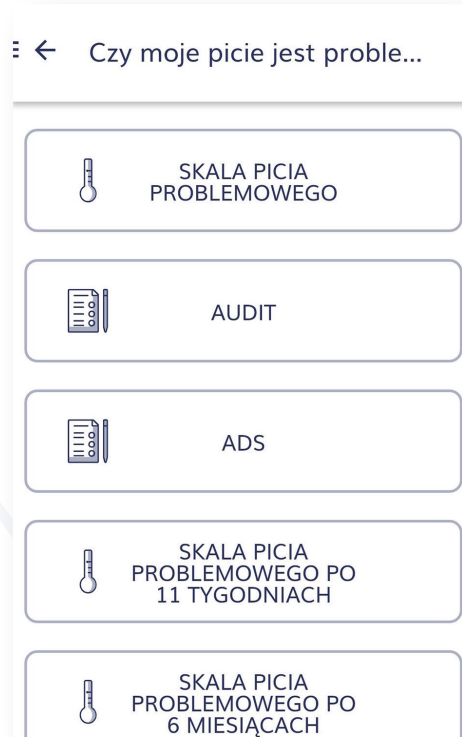 Czy moje picie jest proble...
SKALA PICIA
PROBLEMOWEGO
AUDIT
ADS
SKALA PICIA
PROBLEMOWEGO PO
11 TYGODNIACH
SKALA PICIA
PROBLEMOWEGO PO
6 MIESIĄCACH